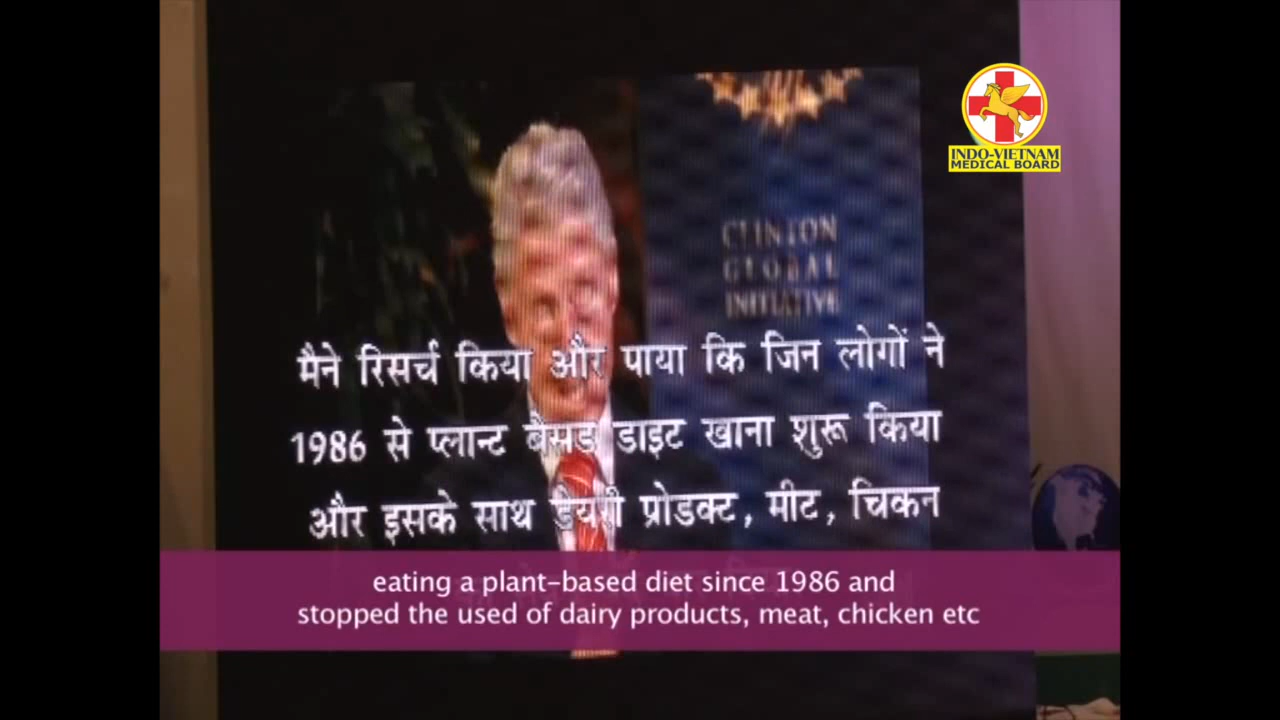 INDO-VIETNAM
MEDICAL BOARD
CLINTON
GLOBAL
INITIATIVE
मैने रिसर्च किया और पाया कि जिन लोगों ने
1986 से प्लान्ट बेसड डाइट खाना शुरू किया
और इसके साथ डेयरी प्रोडक्ट, मीट, चिकन
eating a plant-based diet since 1986 and
stopped the used of dairy products, meat, chicken etc